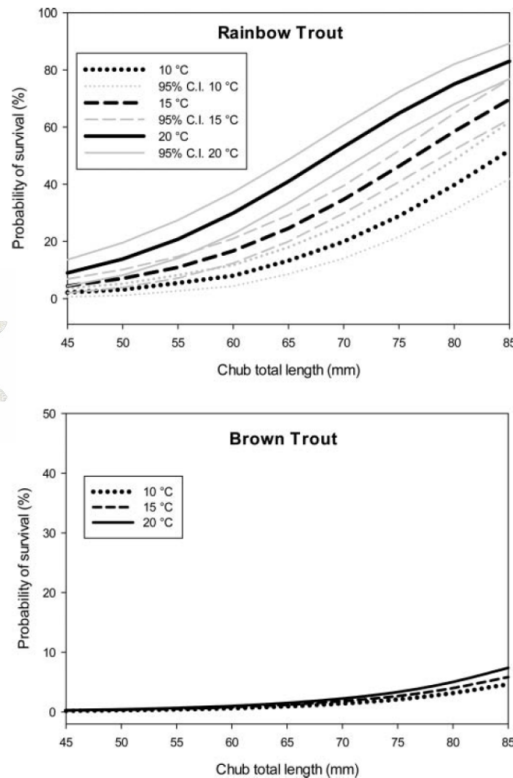 Rainbow Trout
100
80
60
40
20
0
Probability of survival (%)
10 °C
95% C.I. 10 °C
15 °C
95% C.I. 15 °C
20 °C
95% C.I. 20 °C
45 50 55 60 65 70 75 80 85
Chub total length (mm)
Brown Trout
50
40
30
20
10
0
Probability of survival (%)
10 °C
15 °C
20 °C
45 50 55 60 65 70 75 80 85
Chub total length (mm)